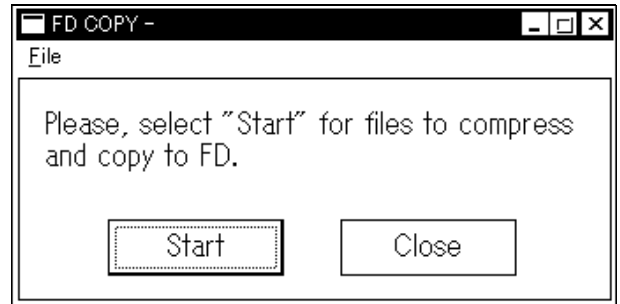 FD COPY -
File
Please, select "Start" for files to compress
and copy to FD.
Start
Close